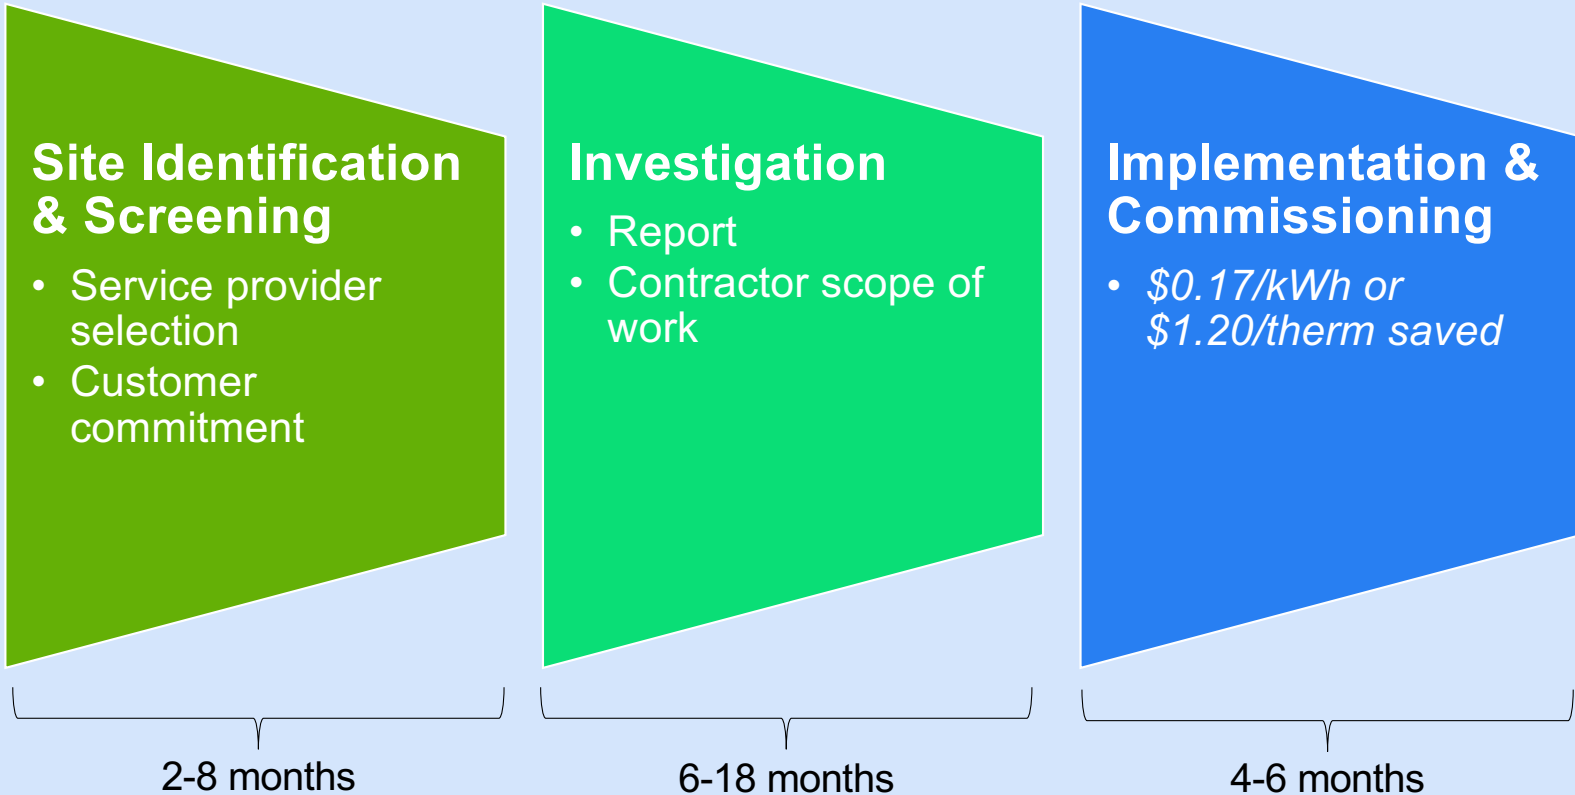 Site Identification
& Screening
• Service provider
selection
• Customer
commitment
2-8 months
Investigation
• Report
• Contractor scope of
work
6-18 months
Implementation &
Commissioning
• $0.17/kWh or
$1.20/therm saved
4-6 months